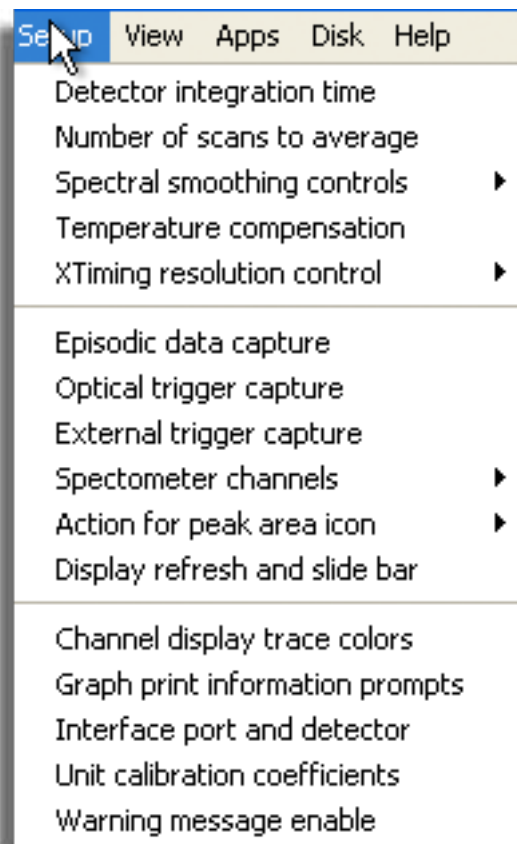 Setup View Apps Disk Help
Detector integration time
Number of scans to average
Spectral smoothing controls
Temperature compensation
XTiming resolution control
Episodic data capture
Optical trigger capture
External trigger capture
Spectometer channels
Action for peak area icon
Display refresh and slide bar
Channel display trace colors
Graph print information prompts
Interface port and detector
Unit calibration coefficients
Warning message enable